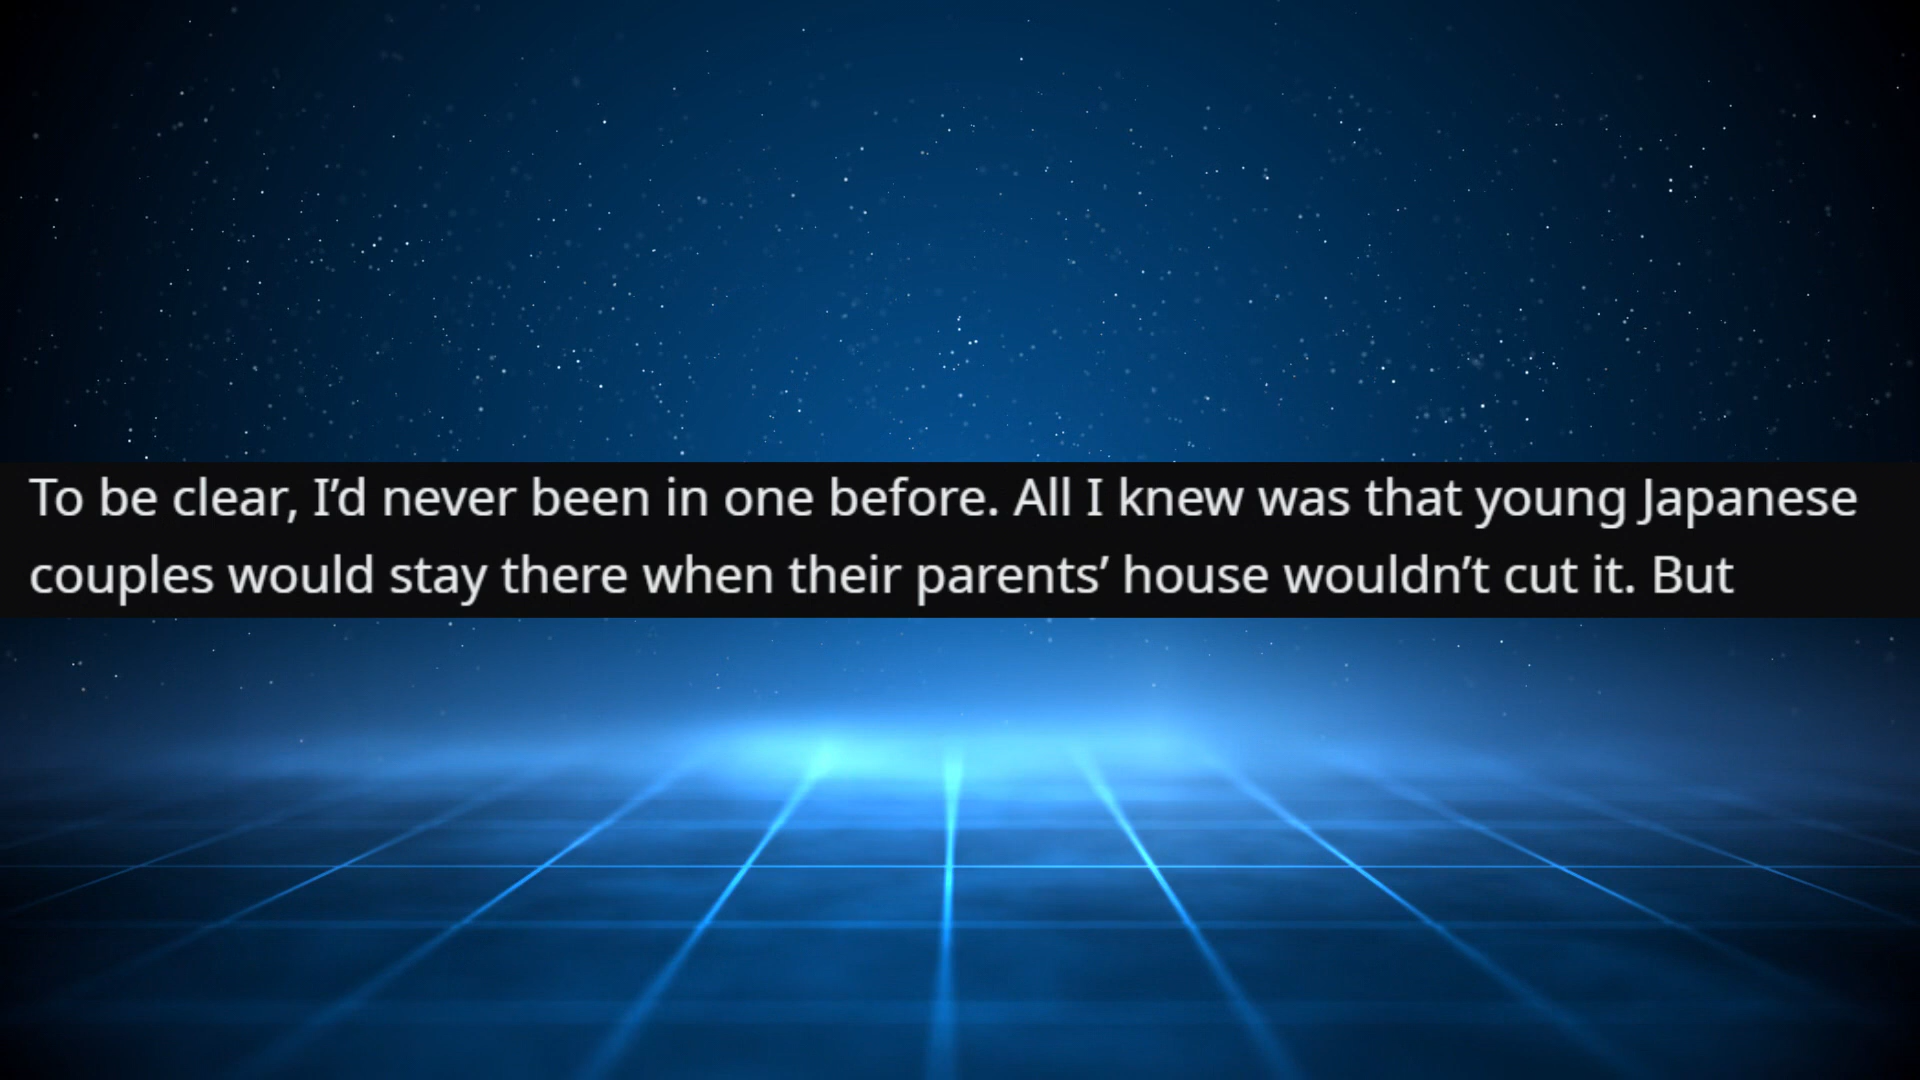 To be clear, I’d never been in one before. All I knew was that young Japanese
couples would stay there when their parents’ house wouldn’t cut it. But